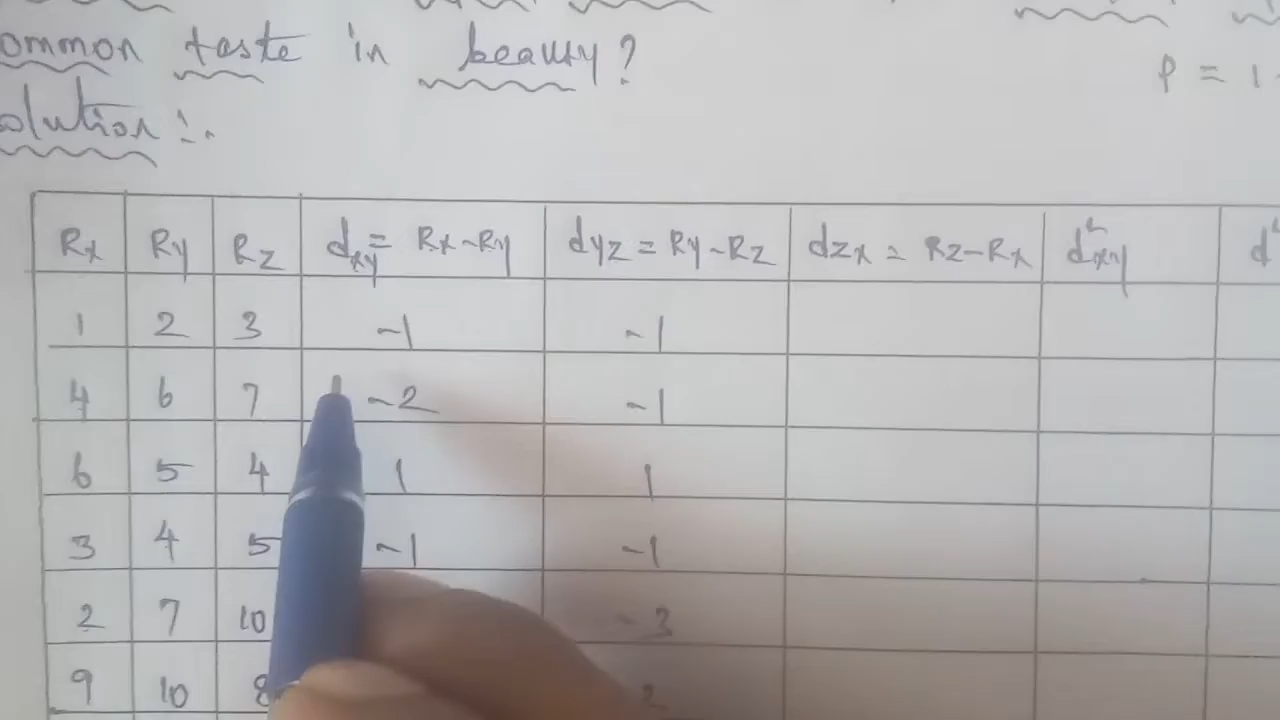 ommon taste in beauty?
P = 1
olution :-
Rx Ry Rz dxy = Rx-Ry dyz = Ry-Rz dzx = Rz-Rx d²xy d²
1 2 3 -1 -1
4 6 7 -2 -1
6 5 4 1 1
3 4 5 -1 -1
2 7 10 -3
9 10 8 2